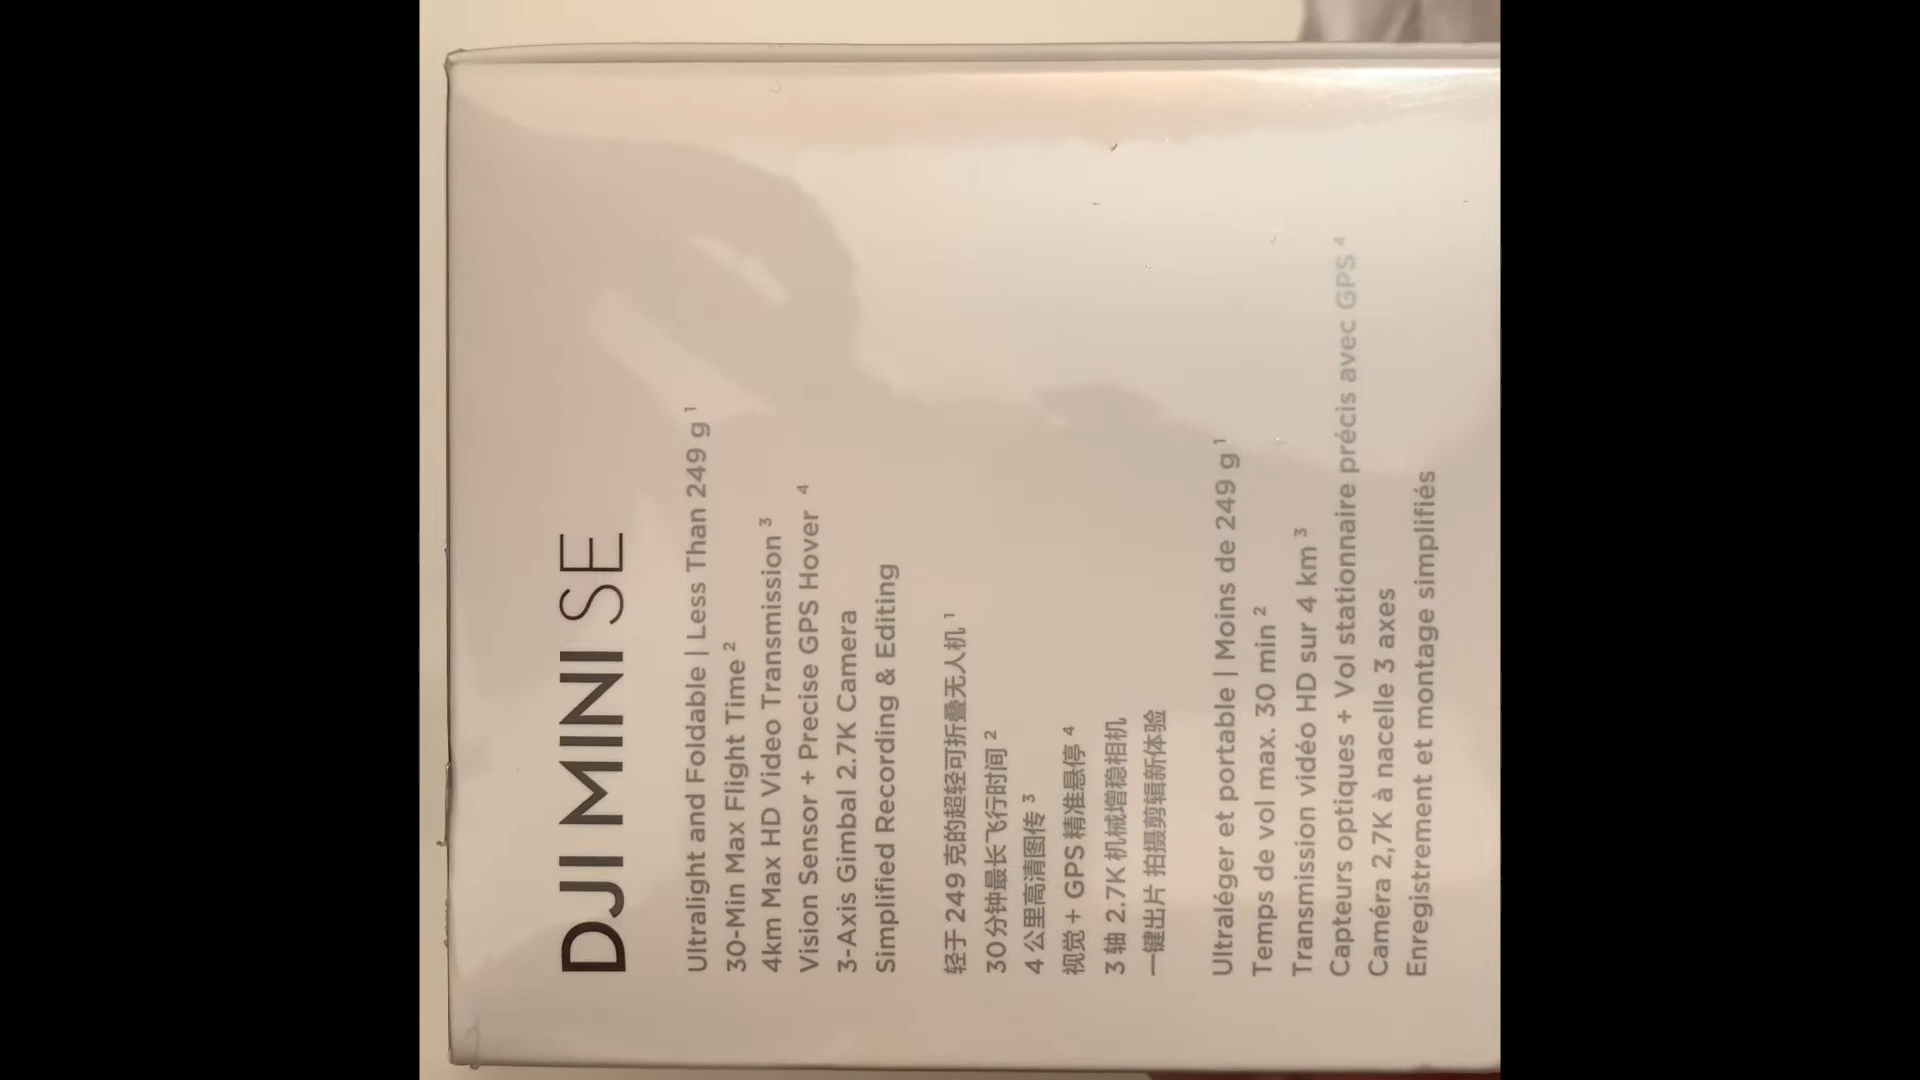 DJI MINI SE
Ultralight and Foldable | Less Than 249 g ¹
30-Min Max Flight Time ²
4km Max HD Video Transmission ³
Vision Sensor + Precise GPS Hover ⁴
3-Axis Gimbal 2.7K Camera
Simplified Recording & Editing
轻于 249 克的超轻可折叠无人机 ¹
30分钟最长飞行时间 ²
4 公里高清图传 ³
视觉 + GPS 精准悬停 ⁴
3 轴 2.7K 机械增稳相机
一键出片 拍摄剪辑新体验
Ultraléger et portable | Moins de 249 g ¹
Temps de vol max. 30 min ²
Transmission vidéo HD sur 4 km ³
Capteurs optiques + Vol stationnaire précis avec GPS ⁴
Caméra 2,7K à nacelle 3 axes
Enregistrement et montage simplifiés